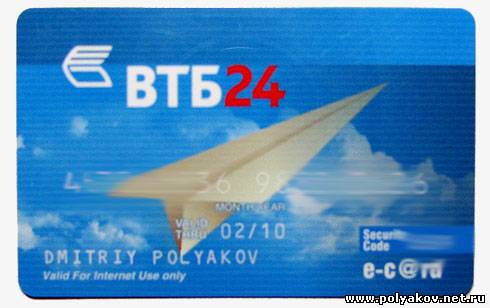 ВТБ24
MONTH/YEAR
VALID
THRU 02/10
Security
Code
DMITRIY POLYAKOV
Valid For Internet Use only
e-c@rd
www.polyakov.net.ru